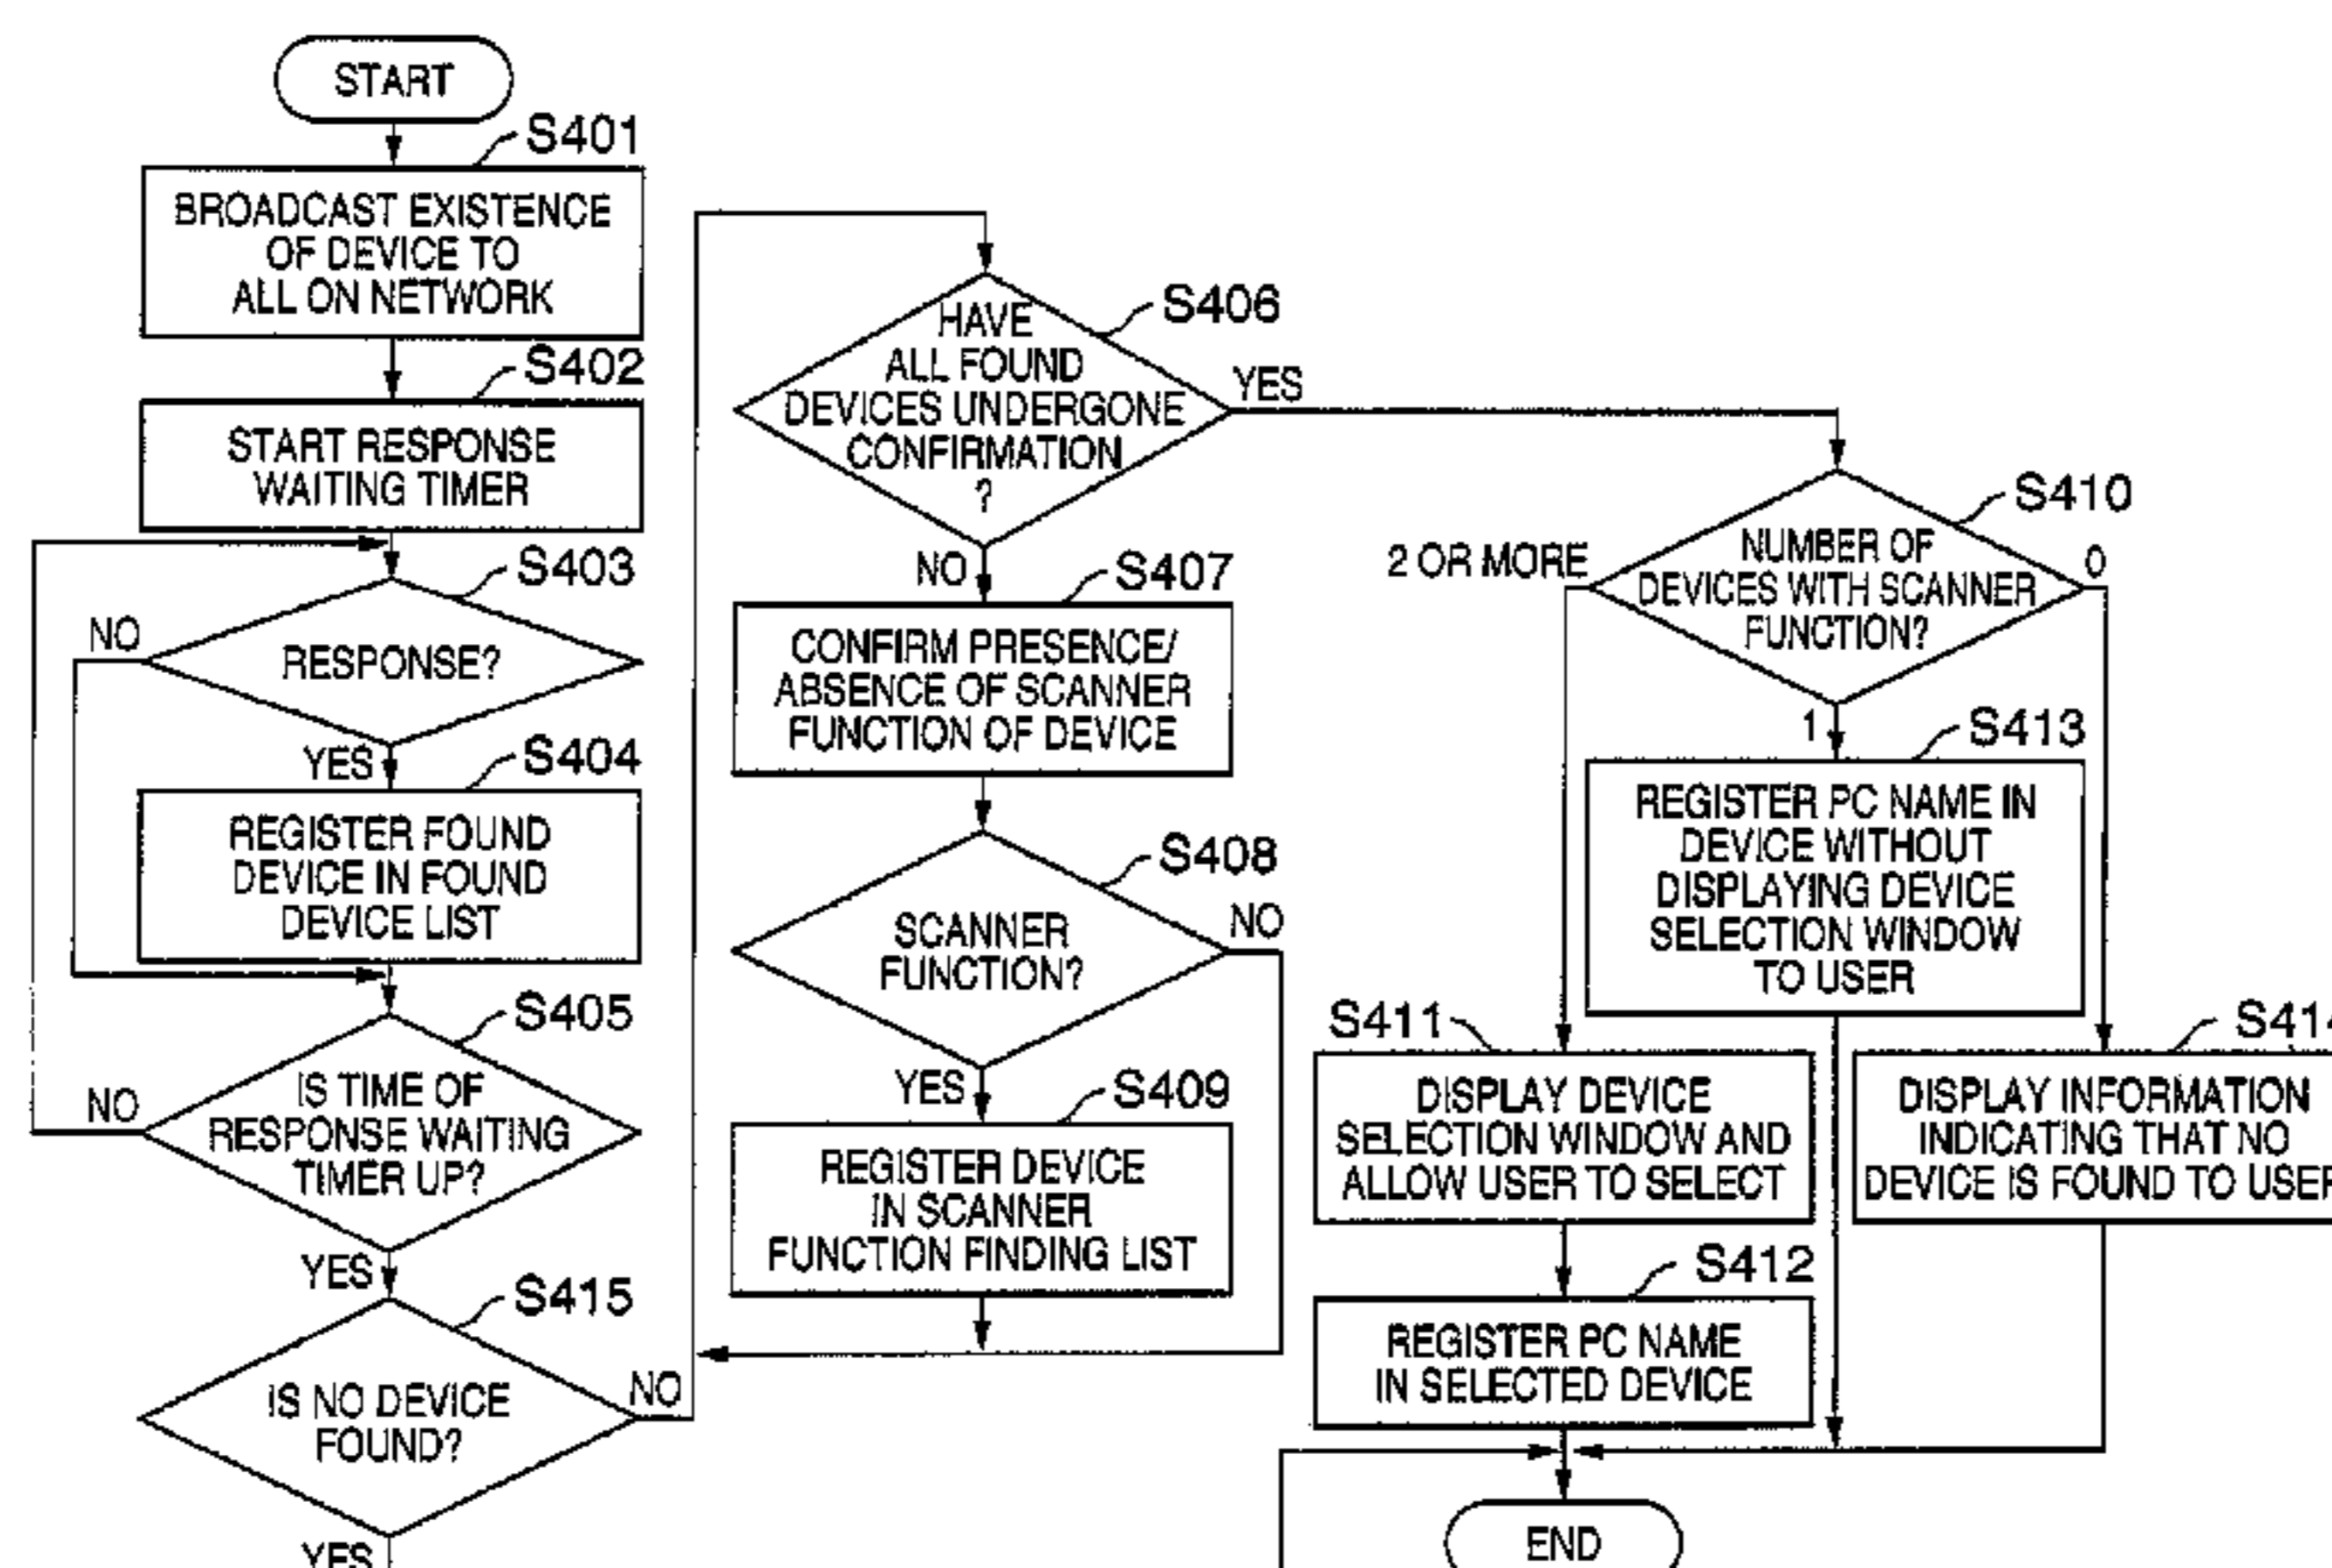 START
S401
BROADCAST EXISTENCE
OF DEVICE TO
ALL ON NETWORK
S402
START RESPONSE
WAITING TIMER
S403
NO
RESPONSE?
YES
S404
REGISTER FOUND
DEVICE IN FOUND
DEVICE LIST
S405
NO
IS TIME OF
RESPONSE WAITING
TIMER UP?
YES
S415
IS NO DEVICE
FOUND?
NO
YES
S406
HAVE
ALL FOUND
DEVICES UNDERGONE
CONFIRMATION
?
YES
NO
S407
CONFIRM PRESENCE/
ABSENCE OF SCANNER
FUNCTION OF DEVICE
S408
SCANNER
FUNCTION?
NO
YES
S409
REGISTER DEVICE
IN SCANNER
FUNCTION FINDING LIST
S410
2 OR MORE
NUMBER OF
DEVICES WITH SCANNER
FUNCTION?
0
1
S413
REGISTER PC NAME IN
DEVICE WITHOUT
DISPLAYING DEVICE
SELECTION WINDOW
TO USER
S411
DISPLAY DEVICE
SELECTION WINDOW AND
ALLOW USER TO SELECT
S414
DISPLAY INFORMATION
INDICATING THAT NO
DEVICE IS FOUND TO USER
S412
REGISTER PC NAME
IN SELECTED DEVICE
END